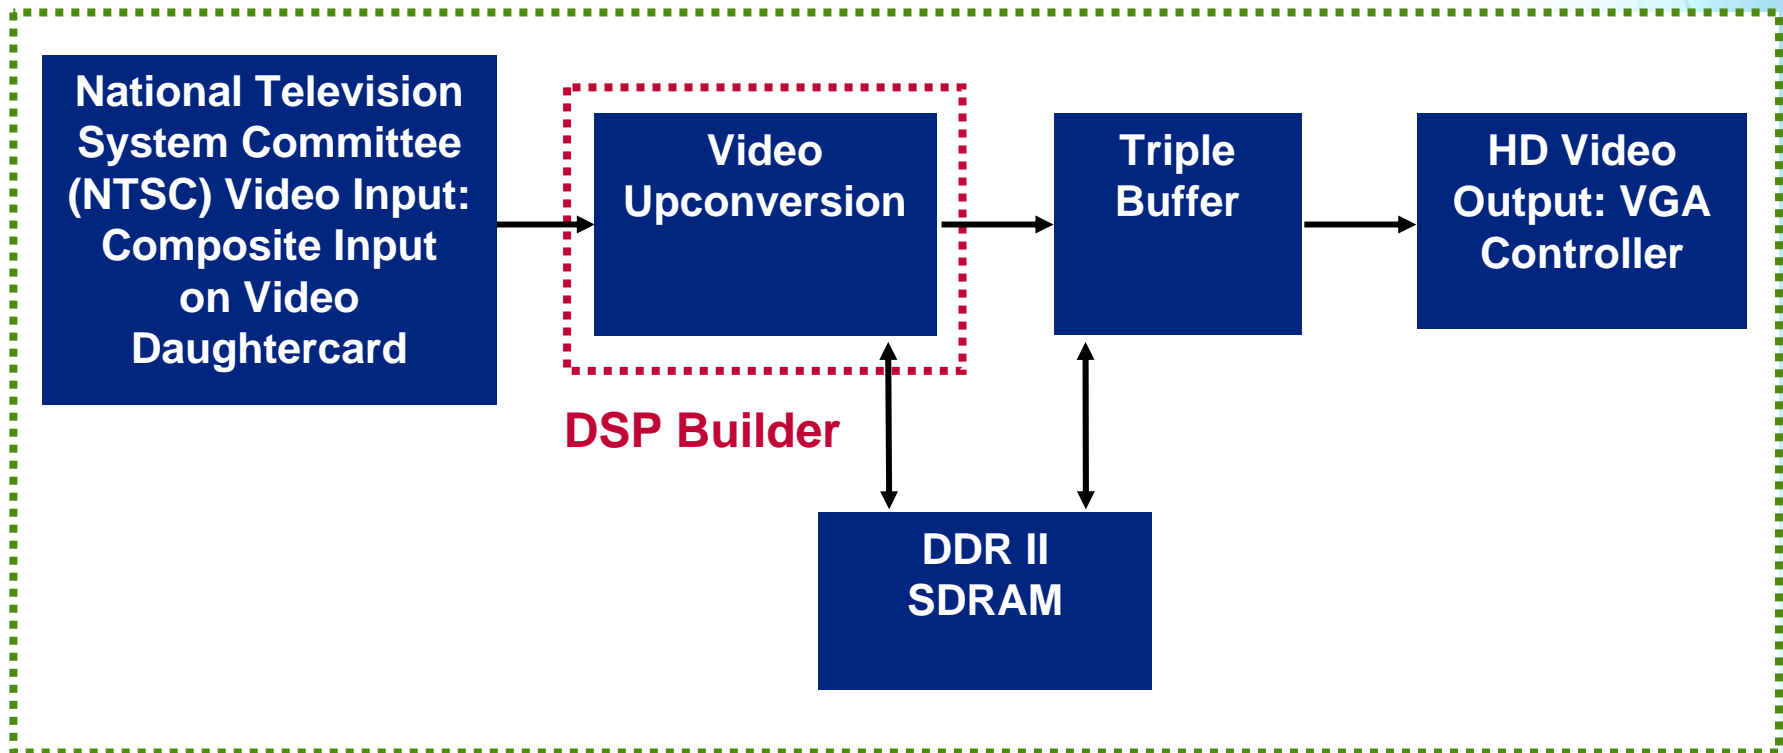 National Television
System Committee
(NTSC) Video Input:
Composite Input
on Video
Daughtercard
Video
Upconversion
Triple
Buffer
HD Video
Output: VGA
Controller
DSP Builder
DDR II
SDRAM